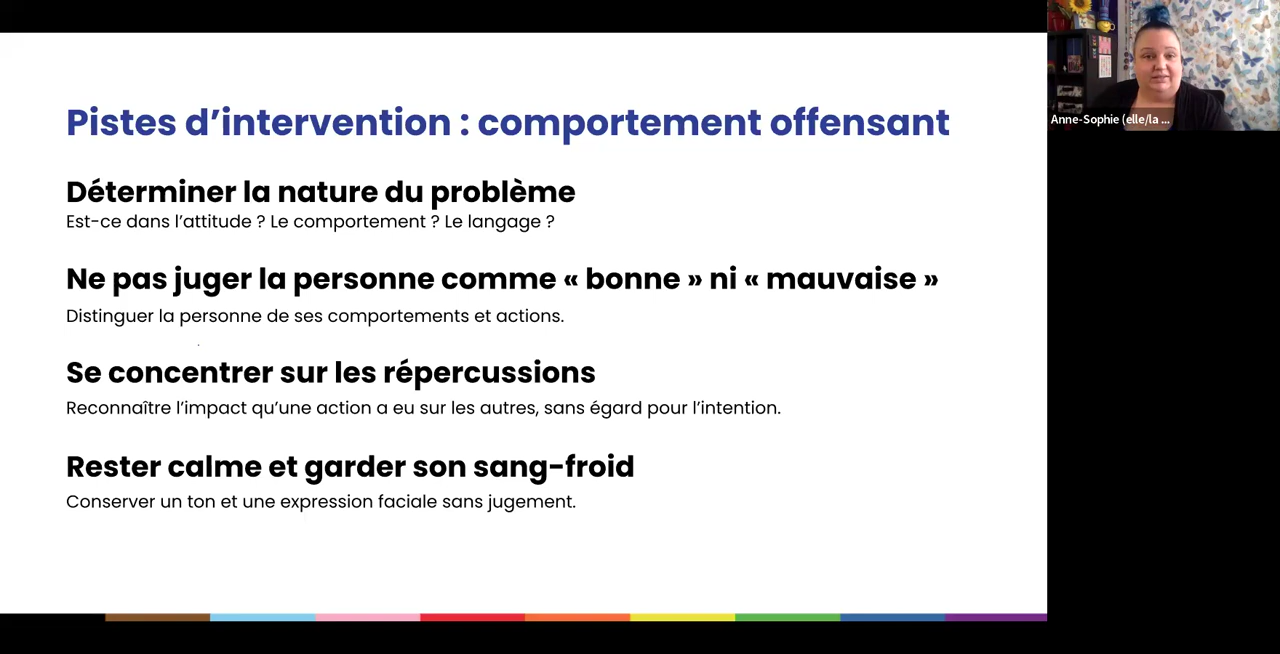 Pistes d’intervention : comportement offensant
Déterminer la nature du problème
Est-ce dans l’attitude ? Le comportement ? Le langage ?
Ne pas juger la personne comme « bonne » ni « mauvaise »
Distinguer la personne de ses comportements et actions.
Se concentrer sur les répercussions
Reconnaître l’impact qu’une action a eu sur les autres, sans égard pour l’intention.
Rester calme et garder son sang-froid
Conserver un ton et une expression faciale sans jugement.
Anne-Sophie (elle/la ...